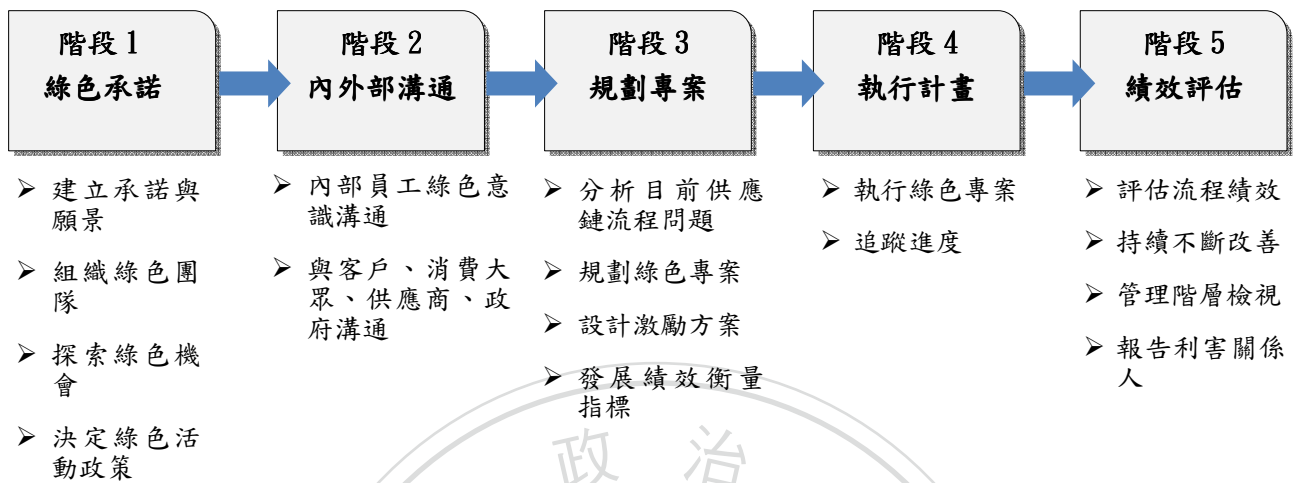 階段 1
綠色承諾
階段 2
內外部溝通
階段 3
規劃專案
階段 4
執行計畫
階段 5
績效評估
➢ 建立承諾與
願景
➢ 組織綠色團
隊
➢ 探索綠色機
會
➢ 決定綠色活
動政策
➢ 內部員工綠色意
識溝通
➢ 與客戶、消費大
眾、供應商、政
府溝通
➢ 分析目前供應
鏈流程問題
➢ 規劃綠色專案
➢ 設計激勵方案
➢ 發展績效衡量
指標
➢ 執行綠色專案
➢ 追蹤進度
➢ 評估流程績效
➢ 持續不斷改善
➢ 管理階層檢視
➢ 報告利害關係
人
政 治